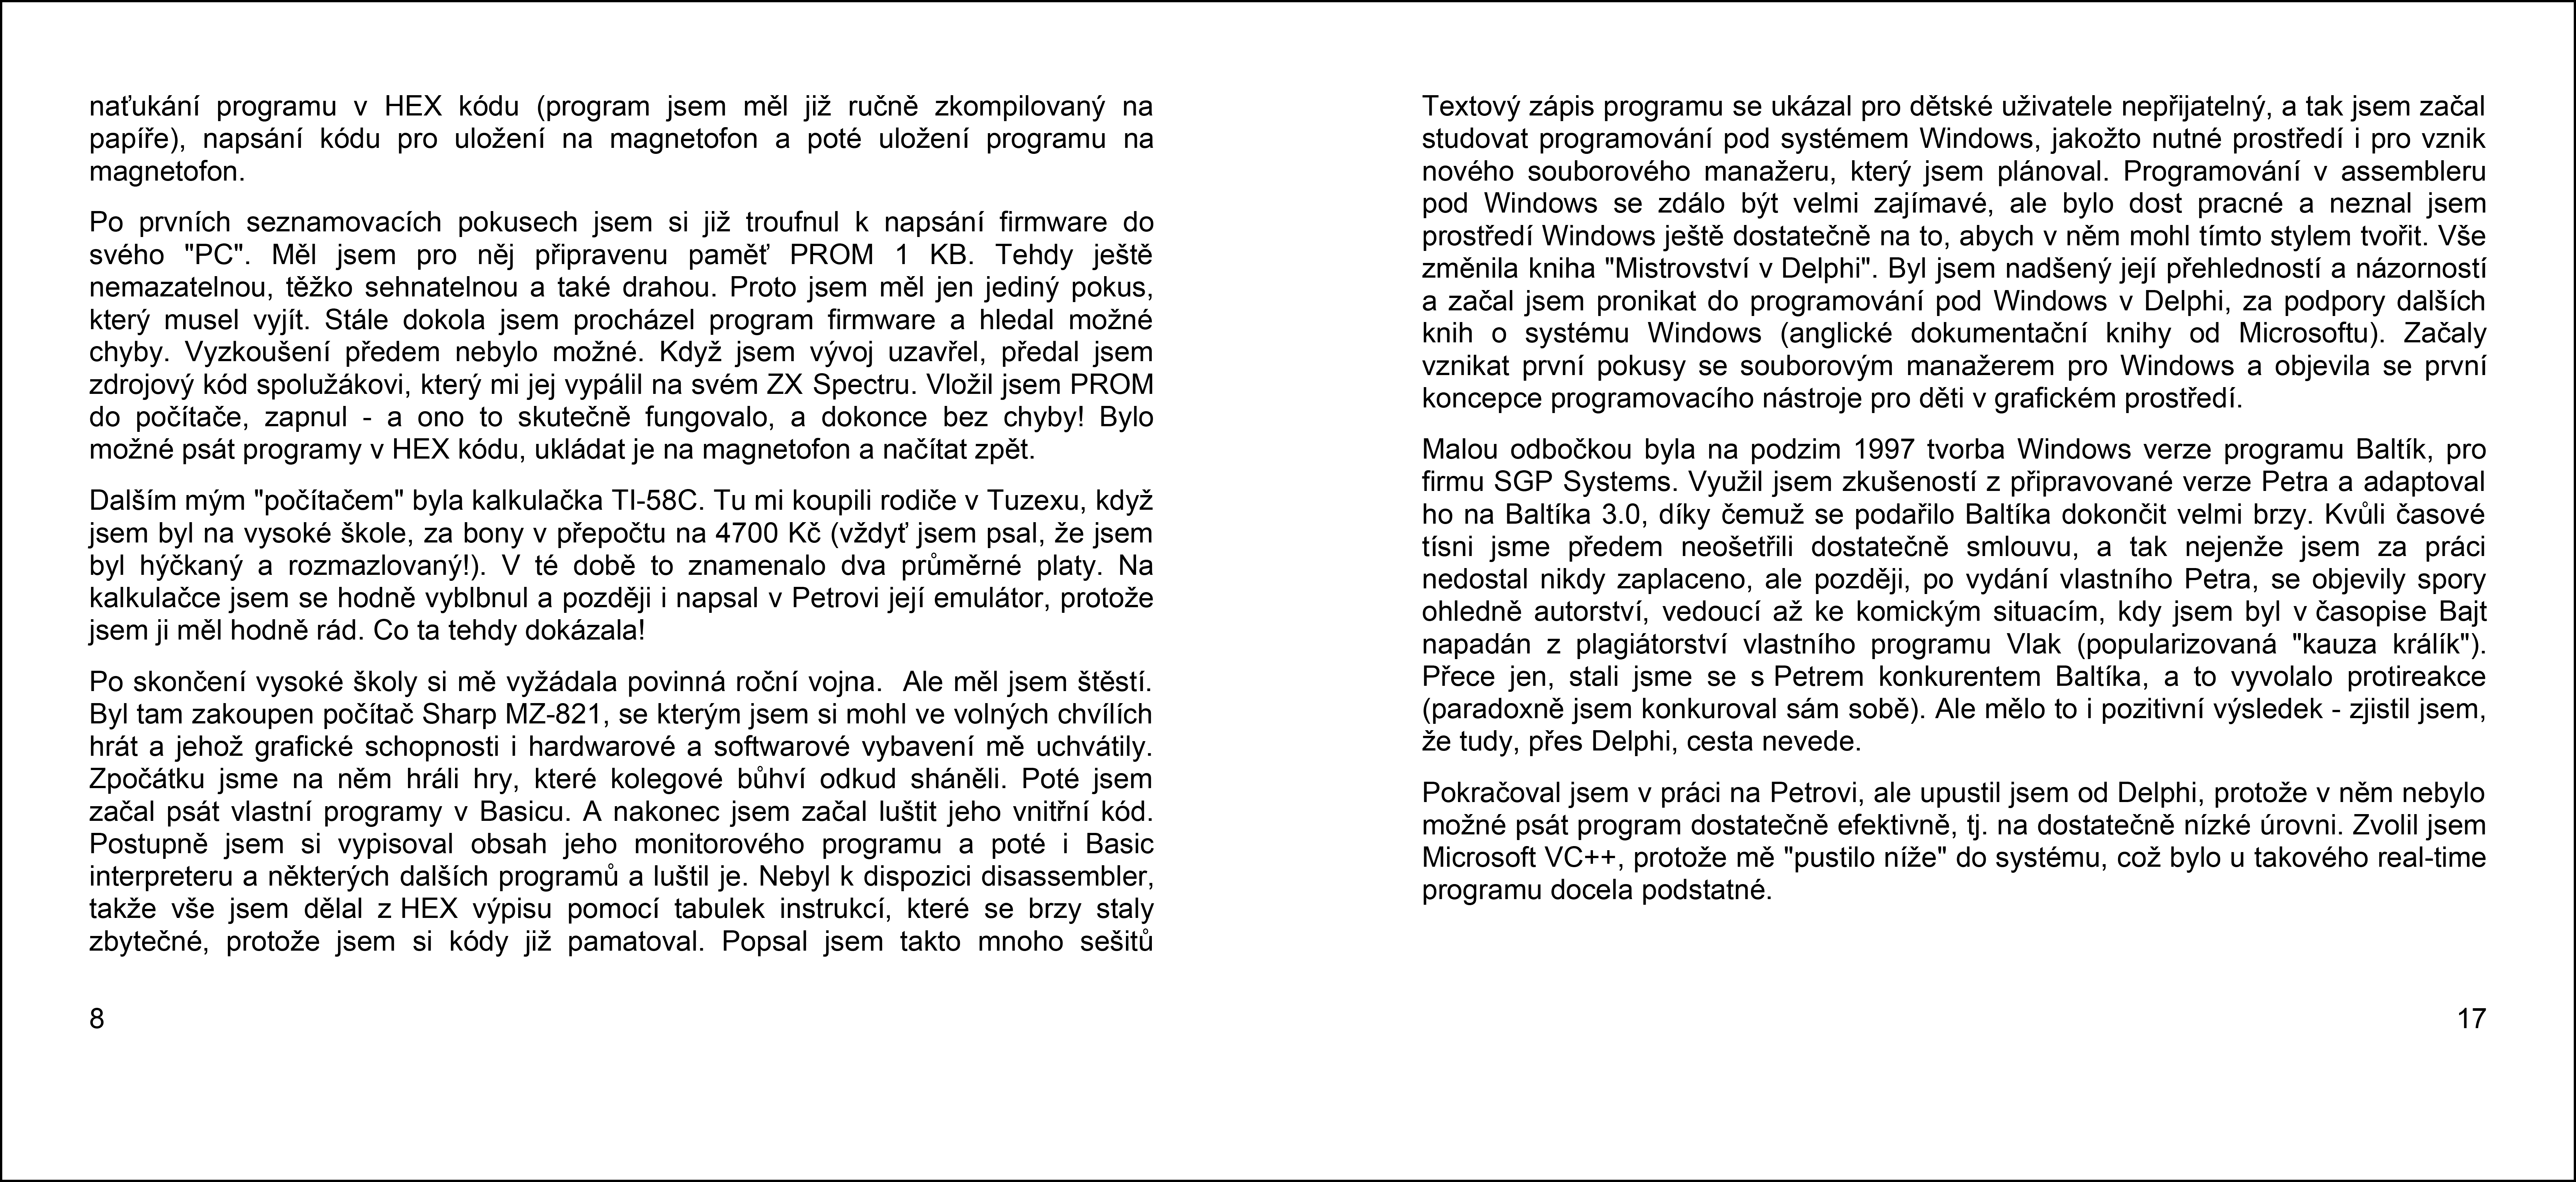 naťukání programu v HEX kódu (program jsem měl již ručně zkompilovaný na
papíře), napsání kódu pro uložení na magnetofon a poté uložení programu na
magnetofon.
Po prvních seznamovacích pokusech jsem si již troufnul k napsání firmware do
svého "PC". Měl jsem pro něj připravenu paměť PROM 1 KB. Tehdy ještě
nemazatelnou, těžko sehnatelnou a také drahou. Proto jsem měl jen jediný pokus,
který musel vyjít. Stále dokola jsem procházel program firmware a hledal možné
chyby. Vyzkoušení předem nebylo možné. Když jsem vývoj uzavřel, předal jsem
zdrojový kód spolužákovi, který mi jej vypálil na svém ZX Spectru. Vložil jsem PROM
do počítače, zapnul - a ono to skutečně fungovalo, a dokonce bez chyby! Bylo
možné psát programy v HEX kódu, ukládat je na magnetofon a načítat zpět.
Dalším mým "počítačem" byla kalkulačka TI-58C. Tu mi koupili rodiče v Tuzexu, když
jsem byl na vysoké škole, za bony v přepočtu na 4700 Kč (vždyť jsem psal, že jsem
byl hýčkaný a rozmazlovaný!). V té době to znamenalo dva průměrné platy. Na
kalkulačce jsem se hodně vyblbnul a později i napsal v Petrovi její emulátor, protože
jsem ji měl hodně rád. Co ta tehdy dokázala!
Po skončení vysoké školy si mě vyžádala povinná roční vojna.  Ale měl jsem štěstí.
Byl tam zakoupen počítač Sharp MZ-821, se kterým jsem si mohl ve volných chvílích
hrát a jehož grafické schopnosti i hardwarové a softwarové vybavení mě uchvátily.
Zpočátku jsme na něm hráli hry, které kolegové bůhví odkud sháněli. Poté jsem
začal psát vlastní programy v Basicu. A nakonec jsem začal luštit jeho vnitřní kód.
Postupně jsem si vypisoval obsah jeho monitorového programu a poté i Basic
interpreteru a některých dalších programů a luštil je. Nebyl k dispozici disassembler,
takže vše jsem dělal z HEX výpisu pomocí tabulek instrukcí, které se brzy staly
zbytečné, protože jsem si kódy již pamatoval. Popsal jsem takto mnoho sešitů
8
Textový zápis programu se ukázal pro dětské uživatele nepřijatelný, a tak jsem začal
studovat programování pod systémem Windows, jakožto nutné prostředí i pro vznik
nového souborového manažeru, který jsem plánoval. Programování v assembleru
pod Windows se zdálo být velmi zajímavé, ale bylo dost pracné a neznal jsem
prostředí Windows ještě dostatečně na to, abych v něm mohl tímto stylem tvořit. Vše
změnila kniha "Mistrovství v Delphi". Byl jsem nadšený její přehledností a názorností
a začal jsem pronikat do programování pod Windows v Delphi, za podpory dalších
knih o systému Windows (anglické dokumentační knihy od Microsoftu). Začaly
vznikat první pokusy se souborovým manažerem pro Windows a objevila se první
koncepce programovacího nástroje pro děti v grafickém prostředí.
Malou odbočkou byla na podzim 1997 tvorba Windows verze programu Baltík, pro
firmu SGP Systems. Využil jsem zkušeností z připravované verze Petra a adaptoval
ho na Baltíka 3.0, díky čemuž se podařilo Baltíka dokončit velmi brzy. Kvůli časové
tísni jsme předem neošetřili dostatečně smlouvu, a tak nejenže jsem za práci
nedostal nikdy zaplaceno, ale později, po vydání vlastního Petra, se objevily spory
ohledně autorství, vedoucí až ke komickým situacím, kdy jsem byl v časopise Bajt
napadán z plagiátorství vlastního programu Vlak (popularizovaná "kauza králík").
Přece jen, stali jsme se s Petrem konkurentem Baltíka, a to vyvolalo protireakce
(paradoxně jsem konkuroval sám sobě). Ale mělo to i pozitivní výsledek - zjistil jsem,
že tudy, přes Delphi, cesta nevede.
Pokračoval jsem v práci na Petrovi, ale upustil jsem od Delphi, protože v něm nebylo
možné psát program dostatečně efektivně, tj. na dostatečně nízké úrovni. Zvolil jsem
Microsoft VC++, protože mě "pustilo níže" do systému, což bylo u takového real-time
programu docela podstatné.
17